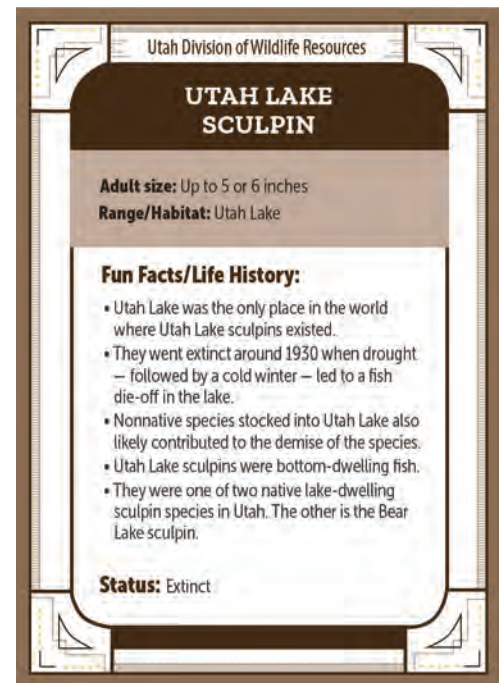 Utah Division of Wildlife Resources
UTAH LAKE
SCULPIN
Adult size: Up to 5 or 6 inches
Range/Habitat: Utah Lake
Fun Facts/Life History:
• Utah Lake was the only place in the world
where Utah Lake sculpins existed.
• They went extinct around 1930 when drought
— followed by a cold winter — led to a fish
die-off in the lake.
• Nonnative species stocked into Utah Lake also
likely contributed to the demise of the species.
• Utah Lake sculpins were bottom-dwelling fish.
• They were one of two native lake-dwelling
sculpin species in Utah. The other is the Bear
Lake sculpin.
Status: Extinct